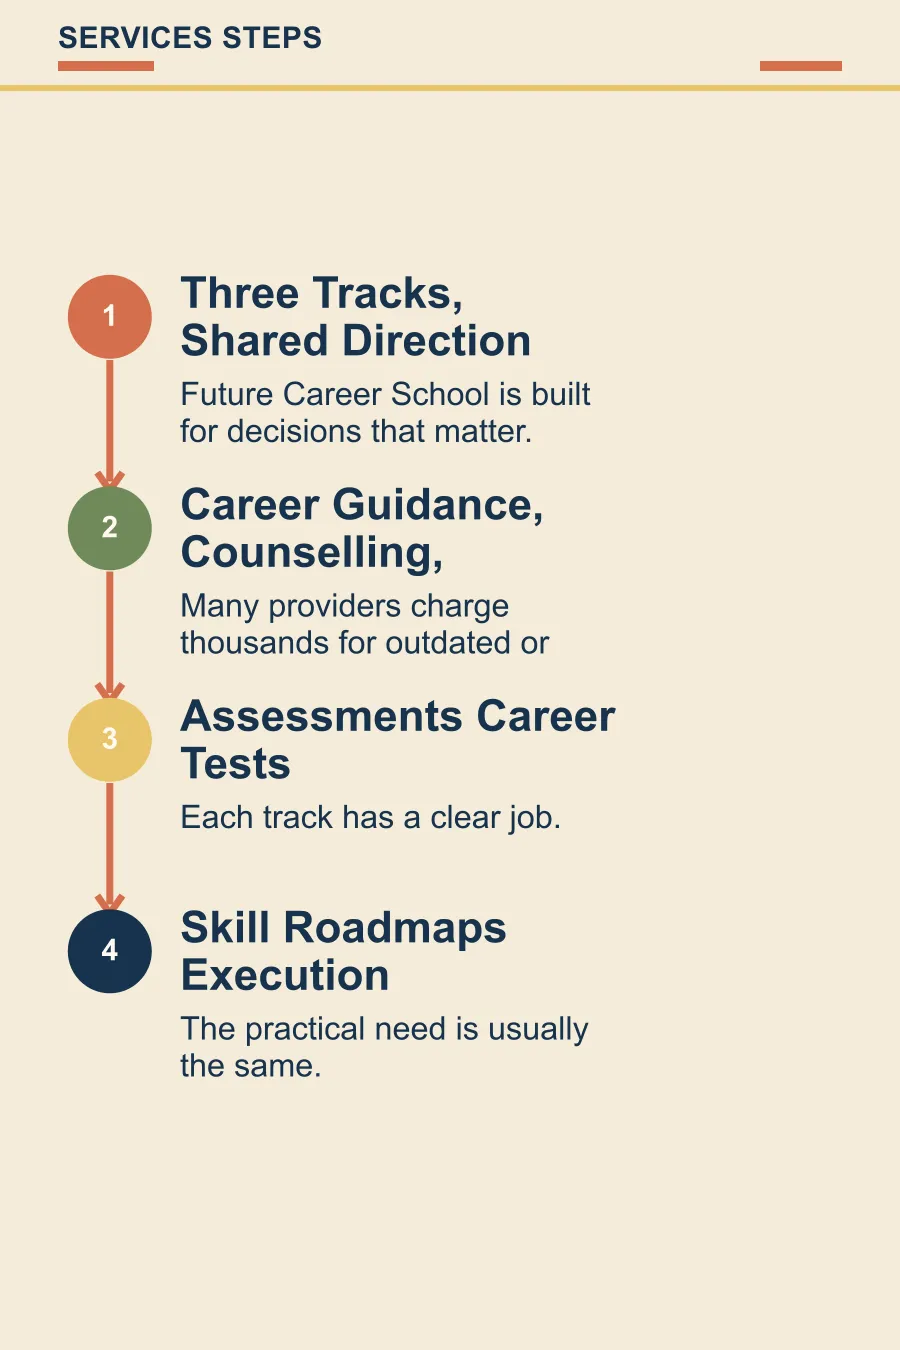 SERVICES STEPS
1
Three Tracks,
Shared Direction
Future Career School is built
for decisions that matter.
2
Career Guidance,
Counselling,
Many providers charge
thousands for outdated or
3
Assessments Career
Tests
Each track has a clear job.
4
Skill Roadmaps
Execution
The practical need is usually
the same.